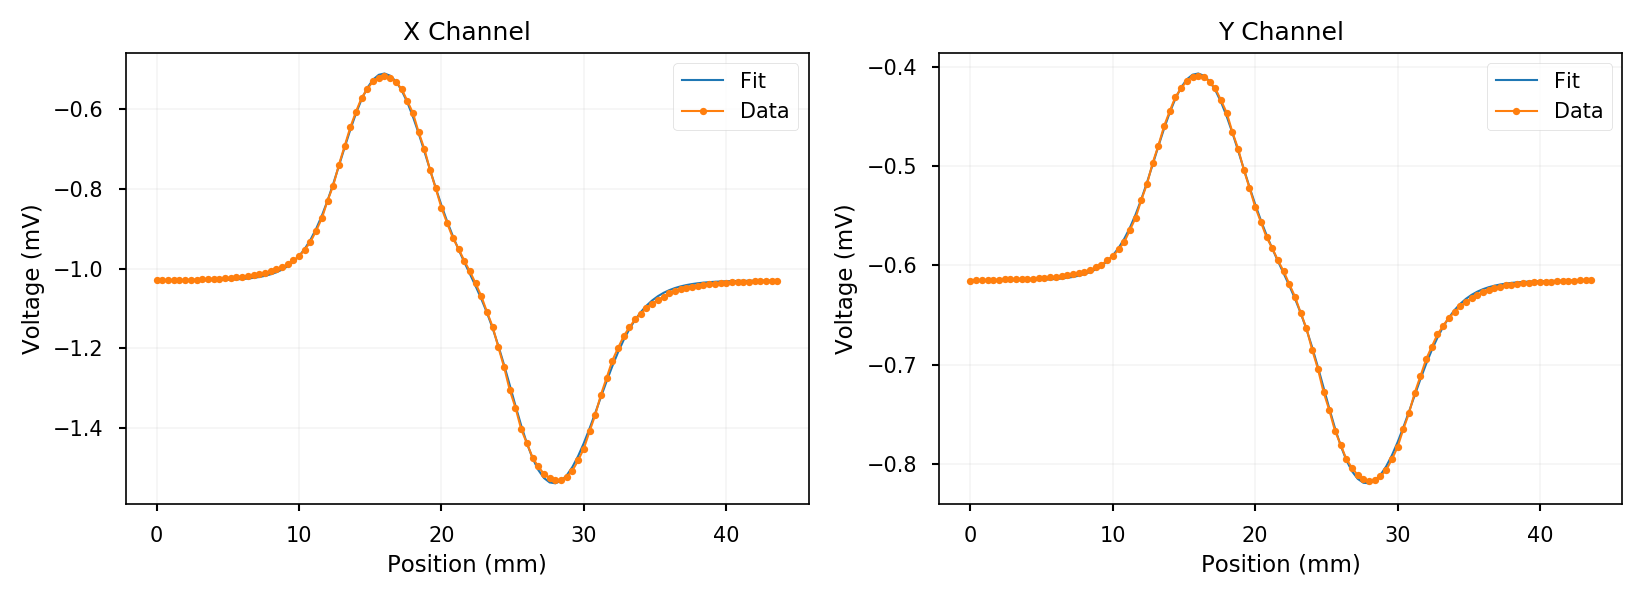 X Channel
Fit
Data
−0.6
−0.8
−1.0
−1.2
−1.4
Voltage (mV)
0
10
20
30
40
Position (mm)
Y Channel
Fit
Data
−0.4
−0.5
−0.6
−0.7
−0.8
Voltage (mV)
0
10
20
30
40
Position (mm)